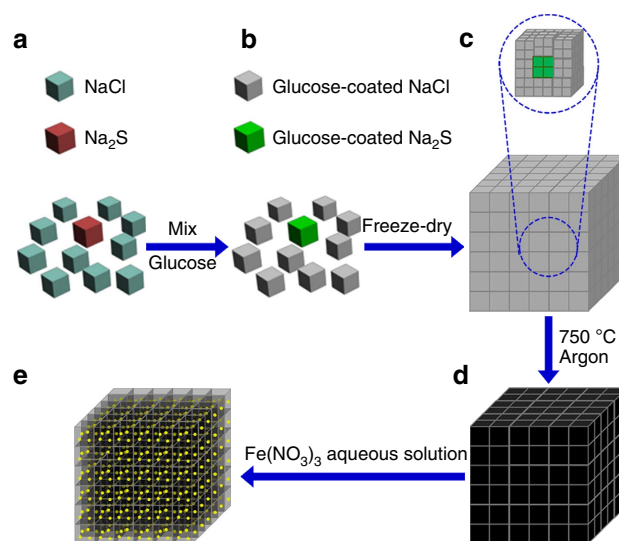 a
NaCl
Na₂S
b
Glucose-coated NaCl
Glucose-coated Na₂S
c
Mix
Glucose
Freeze-dry
750 °C
Argon
d
e
Fe(NO₃)₃ aqueous solution